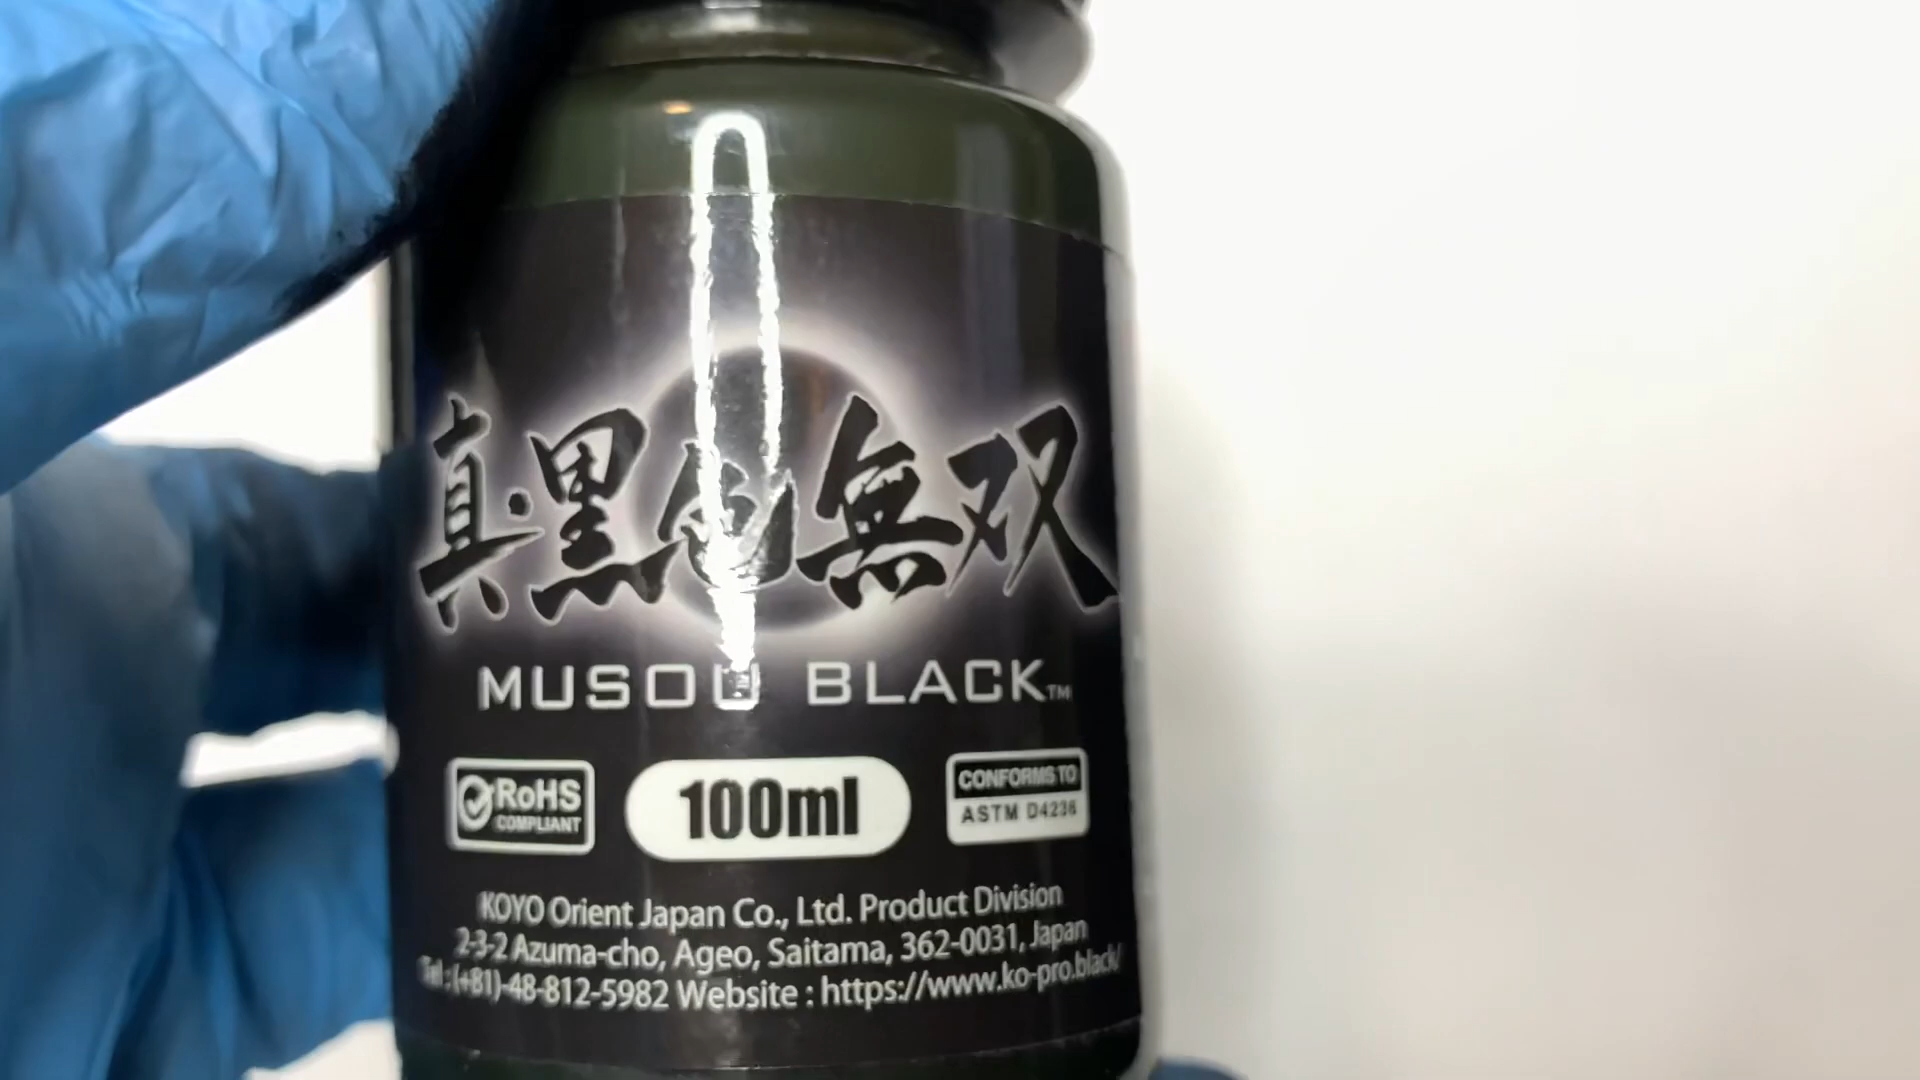 真・黒色無双
MUSOU BLACK™
RoHS
COMPLIANT
100ml
CONFORMS TO
ASTM D4236
KOYO Orient Japan Co., Ltd. Product Division
2-3-2 Azuma-cho, Ageo, Saitama, 362-0031, Japan
Tel : (+81)-48-812-5982 Website : https://www.ko-pro.black/